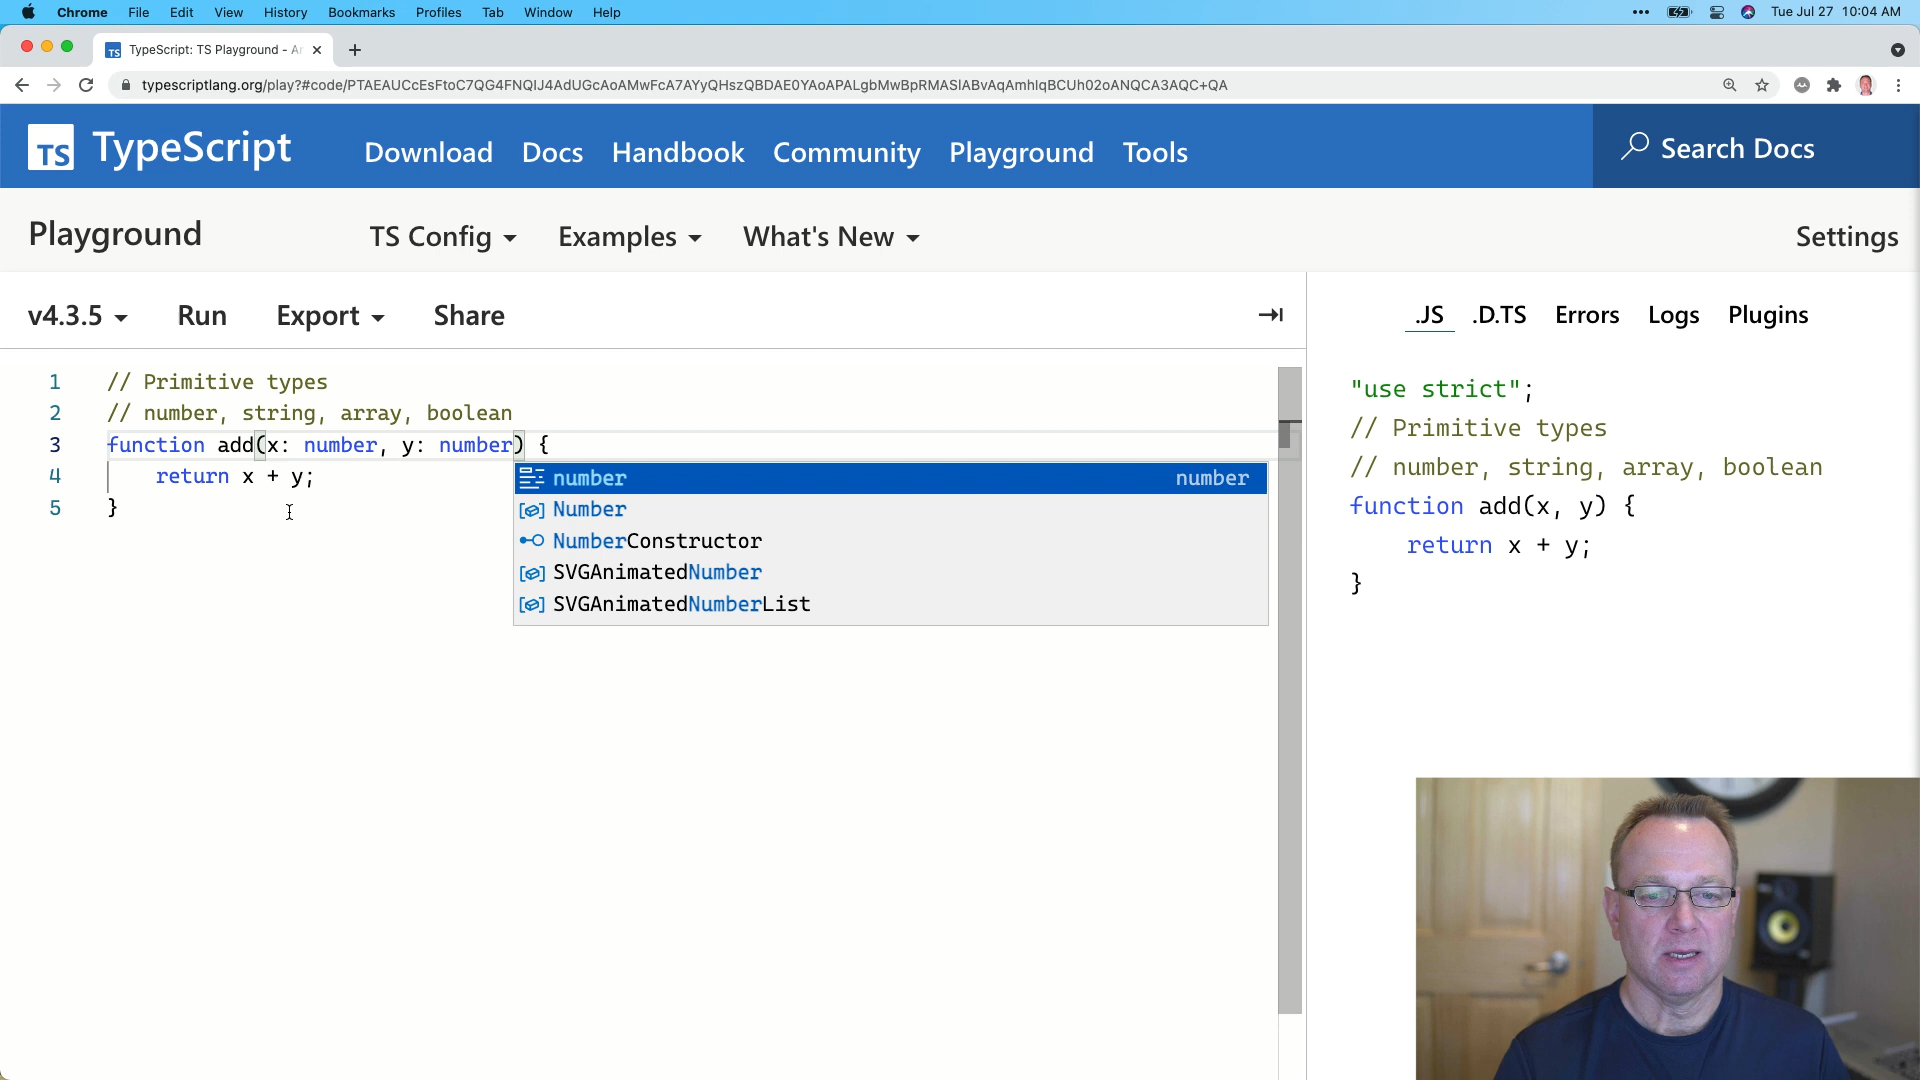 Chrome File Edit View History Bookmarks Profiles Tab Window Help
Tue Jul 27 10:04 AM
TypeScript: TS Playground - A
typescriptlang.org/play?#code/PTAEAUCcEsFtoC7QG4FNQIJ4AdUGcAoAMwFcA7AYyQHszQBDAE0YAoAPALgbMwBpRMASIABvAqAmhIqBCUh02oANQCA3AQC+QA
TS TypeScript
Download Docs Handbook Community Playground Tools
Search Docs
Playground
TS Config Examples What's New
Settings
v4.3.5 Run Export Share
.JS .D.TS Errors Logs Plugins
1 // Primitive types
2 // number, string, array, boolean
3 function add(x: number, y: number) {
4 return x + y;
5 }
number number
Number
NumberConstructor
SVGAnimatedNumber
SVGAnimatedNumberList
"use strict";
// Primitive types
// number, string, array, boolean
function add(x, y) {
return x + y;
}